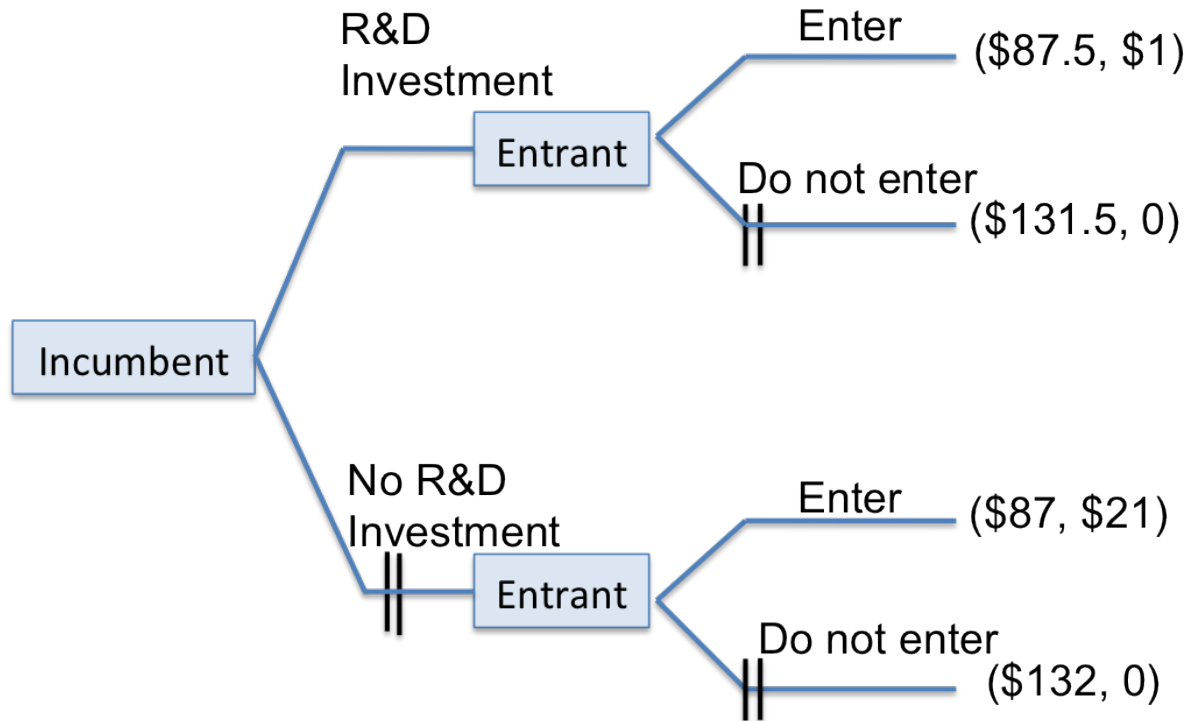 R&D
Investment
Enter
($87.5, $1)
Entrant
Do not enter
($131.5, 0)
Incumbent
No R&D
Investment
Enter
($87, $21)
Entrant
Do not enter
($132, 0)